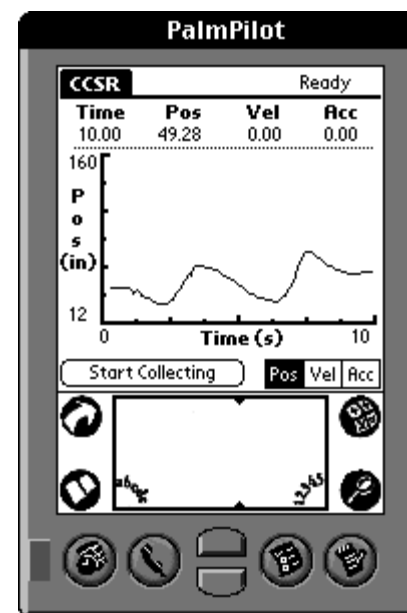 PalmPilot
CCSR Ready
Time Pos Vel Acc
10.00 49.28 0.00 0.00
160
Pos
(in)
12
0 Time (s) 10
Start Collecting Pos Vel Acc
abc 12345